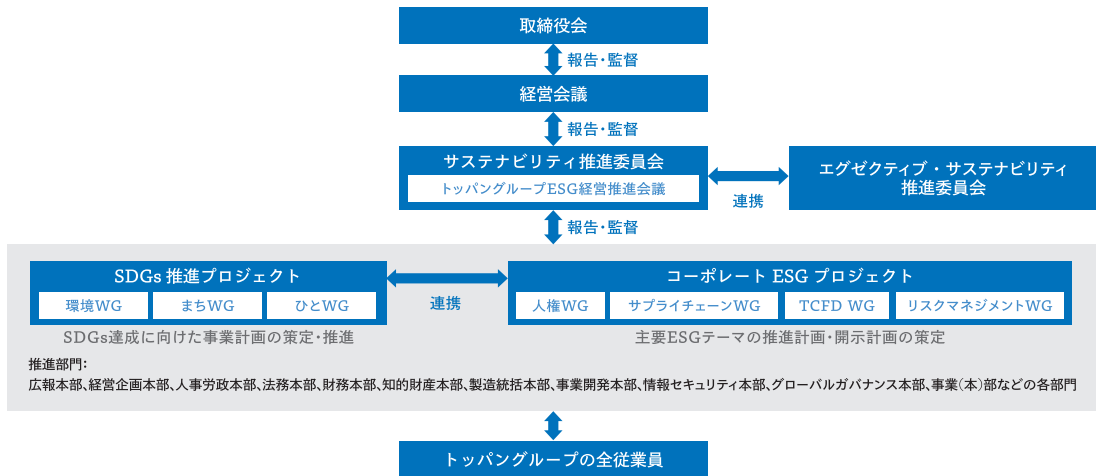 取締役会
報告・監督
経営会議
報告・監督
サステナビリティ推進委員会
トッパングループESG経営推進会議
連携
エグゼクティブ・サステナビリティ
推進委員会
報告・監督
SDGs 推進プロジェクト
環境WG
まちWG
ひとWG
SDGs達成に向けた事業計画の策定・推進
連携
コーポレート ESG プロジェクト
人権WG
サプライチェーンWG
TCFD WG
リスクマネジメントWG
主要ESGテーマの推進計画・開示計画の策定
推進部門：
広報本部、経営企画本部、人事労政本部、法務本部、財務本部、知的財産本部、製造統括本部、事業開発本部、情報セキュリティ本部、グローバルガバナンス本部、事業（本）部などの各部門
トッパングループの全従業員